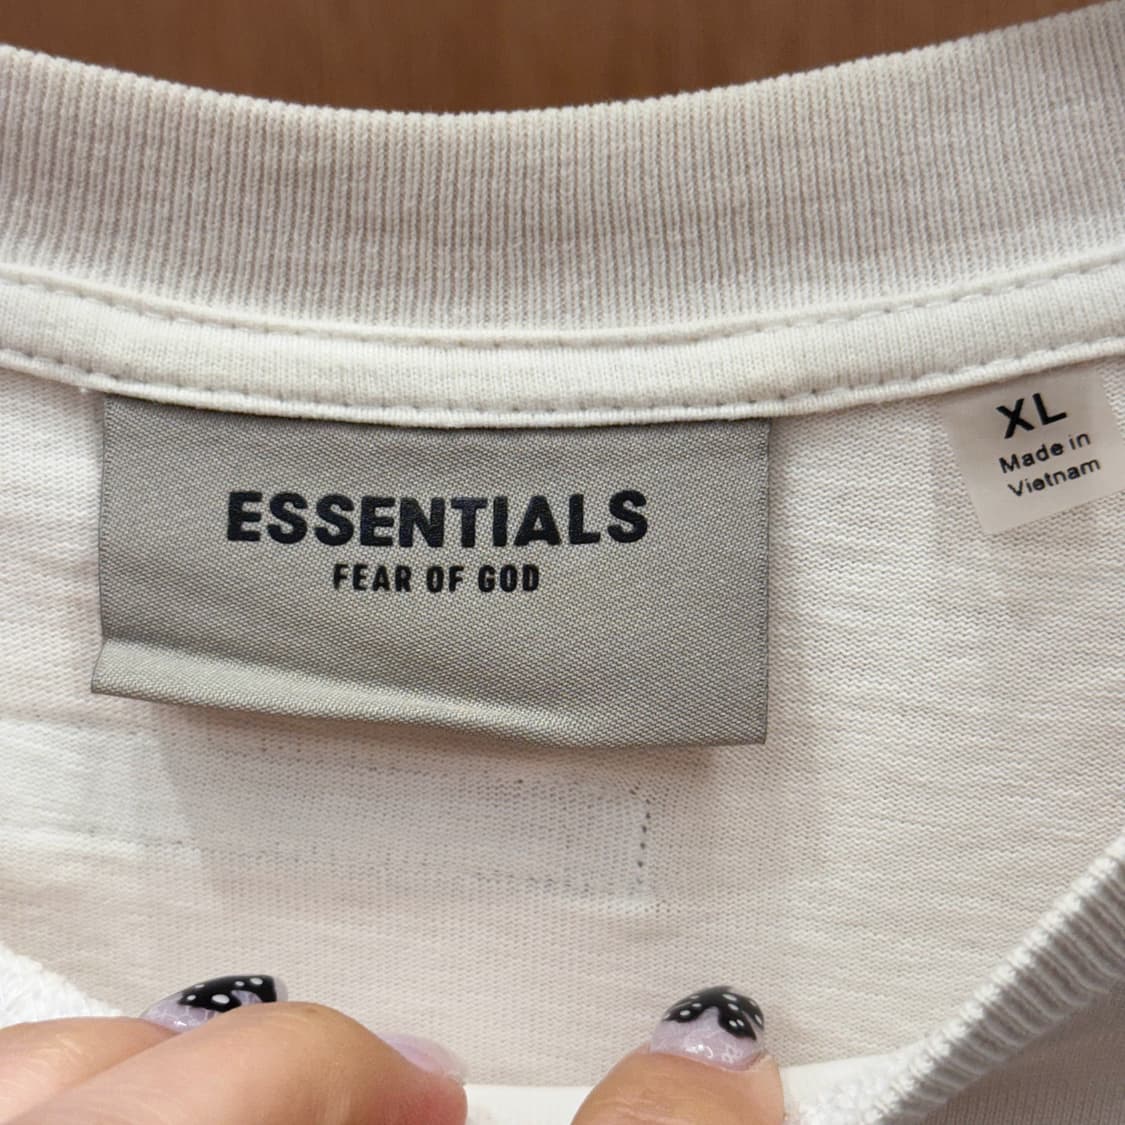 ESSENTIALS
FEAR OF GOD
XL
Made in
Vietnam